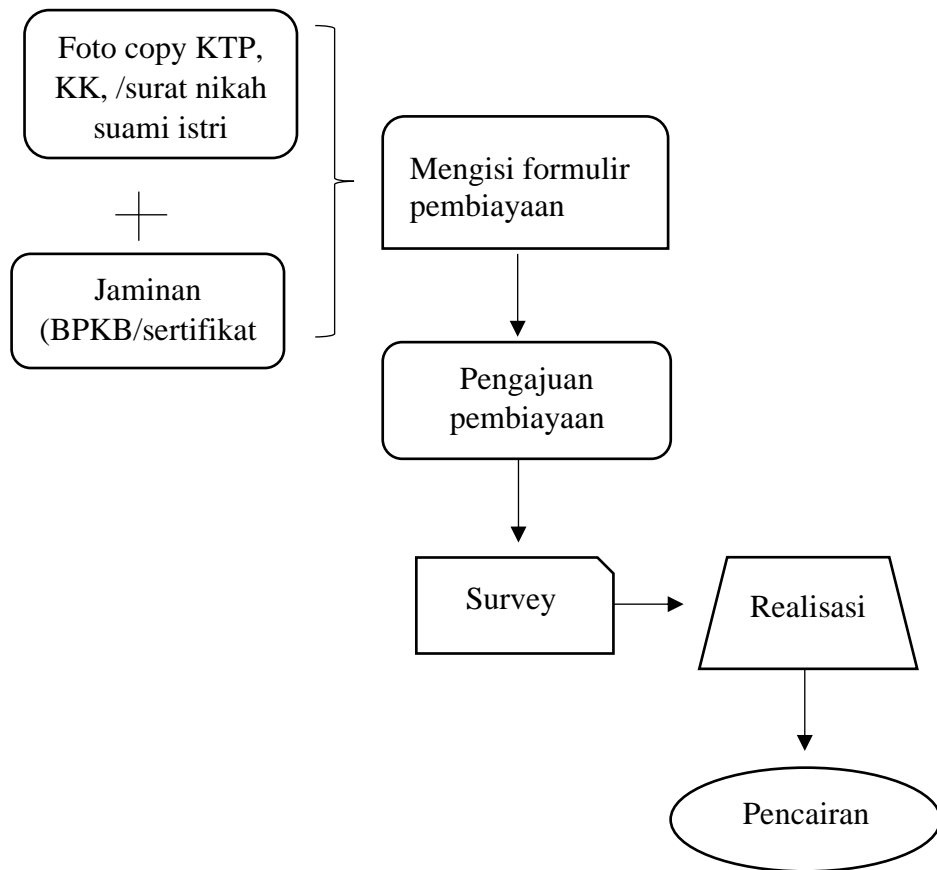 Foto copy KTP,
KK, /surat nikah
suami istri
Jaminan
(BPKB/sertifikat
Mengisi formulir
pembiayaan
Pengajuan
pembiayaan
Survey
Realisasi
Pencairan